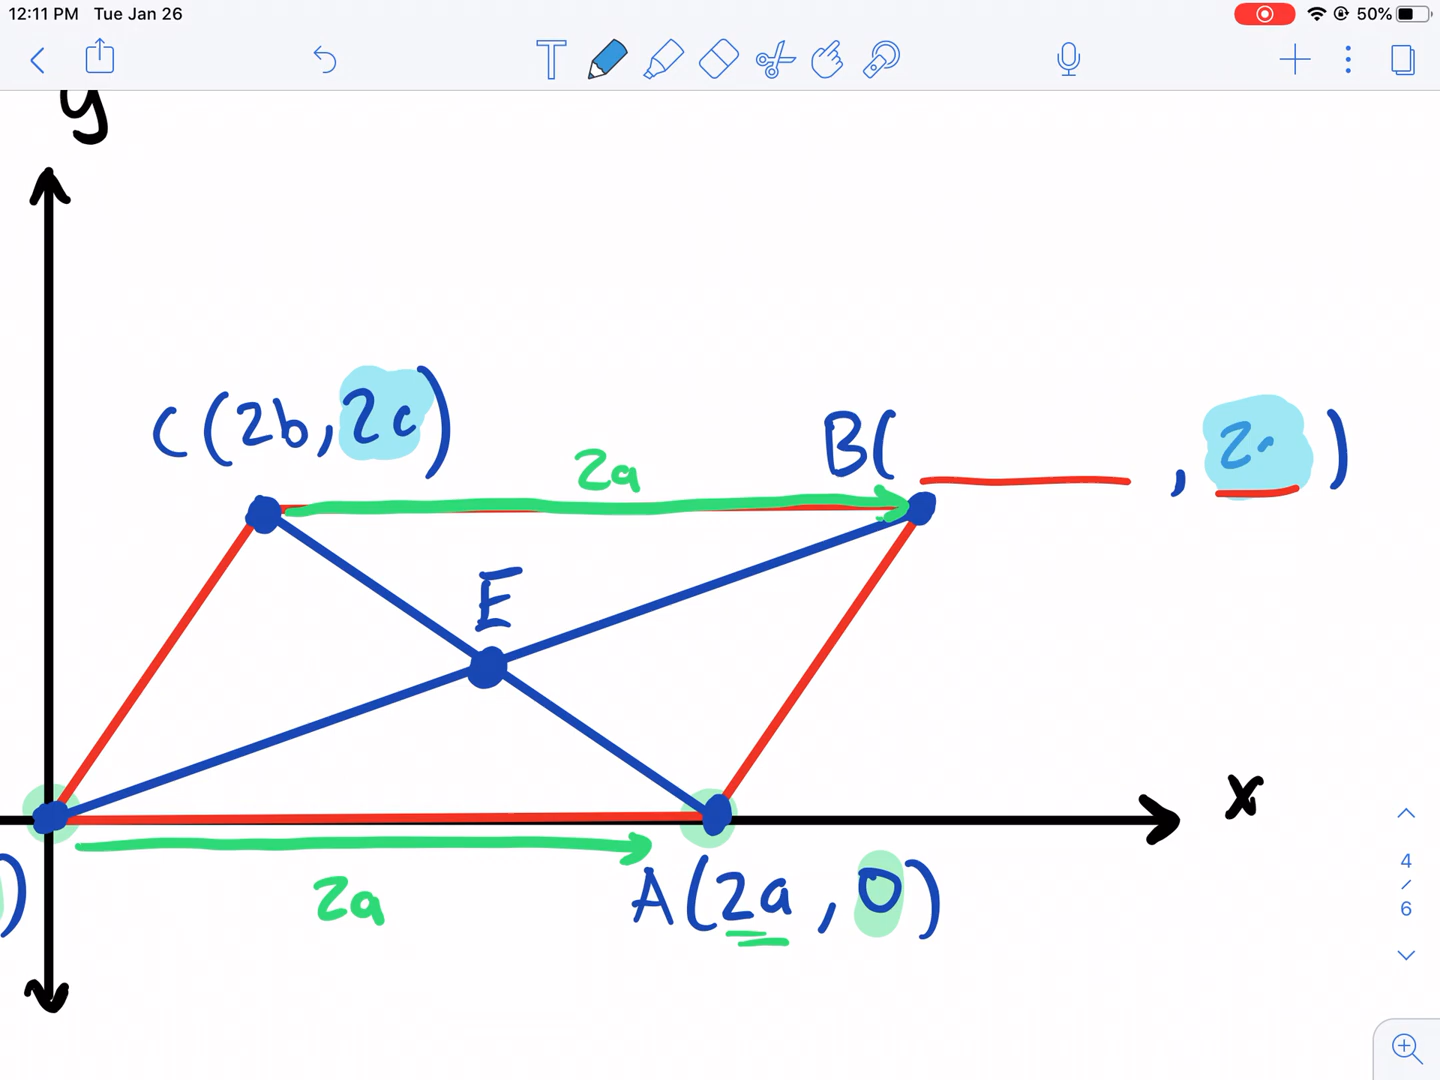 12:11 PM Tue Jan 26
50%
T
y
C(2b, 2c)
2a
B( , 2 )
E
x
4
/
6
)
2a
A(2a, 0)